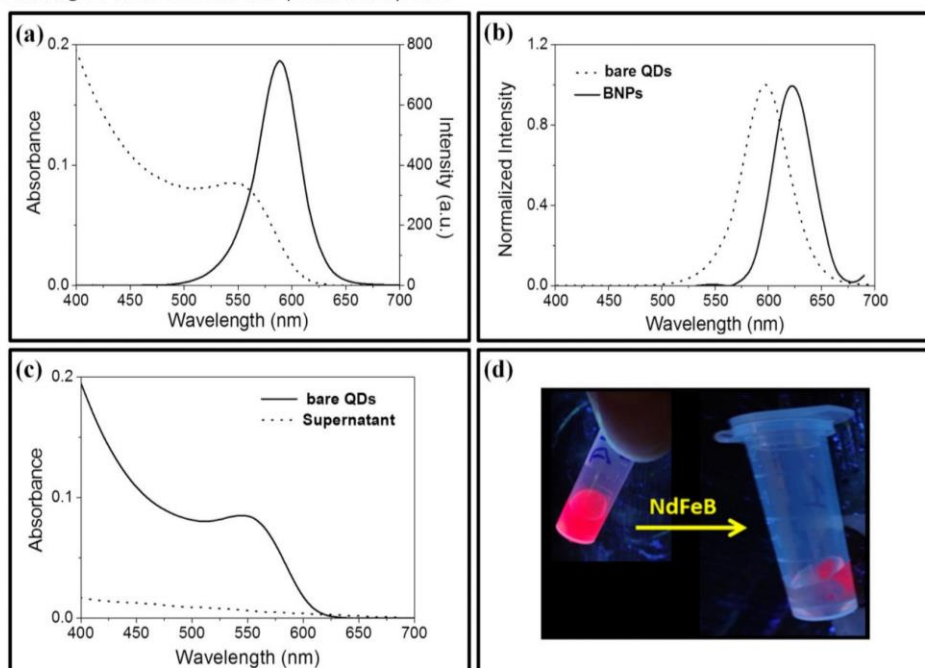 (a)
0.2
0.1
0.0
Absorbance
800
600
400
200
0
Intensity (a.u.)
400 450 500 550 600 650 700
Wavelength (nm)
(b)
1.2
0.8
0.4
0.0
Normalized Intensity
bare QDs
BNPs
400 450 500 550 600 650 700
Wavelength (nm)
(c)
0.2
0.1
0.0
Absorbance
bare QDs
Supernatant
400 450 500 550 600 650 700
Wavelength (nm)
(d)
NdFeB